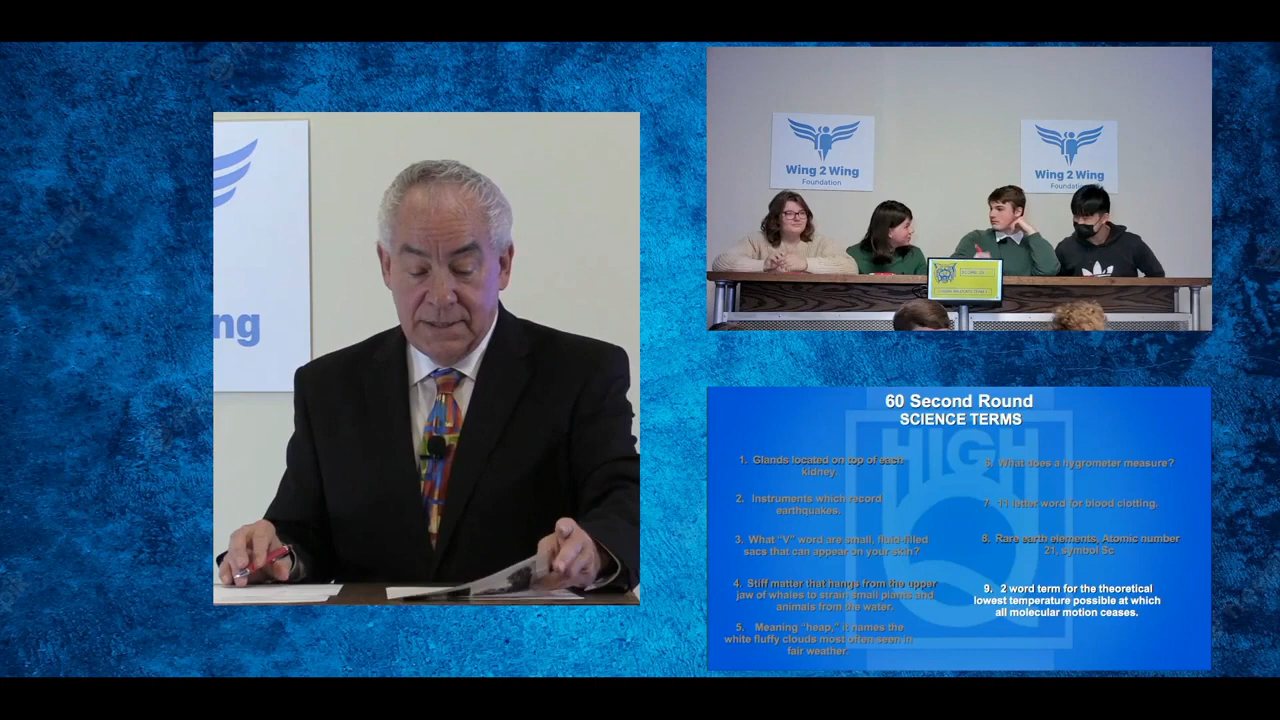 ng
Wing 2 Wing
Foundation
Wing 2 Wing
Foundation
60 Second Round
SCIENCE TERMS
HIGH
Q
1. Glands located on top of each
kidney.
2. Instruments which record
earthquakes.
3. What "V" word are small, fluid-filled
sacs that can appear on your skin?
4. Stiff matter that hangs from the upper
jaw of whales to strain small plants and
animals from the water.
5. Meaning "heap," it names the
white fluffy clouds most often seen in
fair weather.
6. What does a hygrometer measure?
7. 11 letter word for blood clotting.
8. Rare earth elements, Atomic number
21, symbol Sc
9. 2 word term for the theoretical
lowest temperature possible at which
all molecular motion ceases.